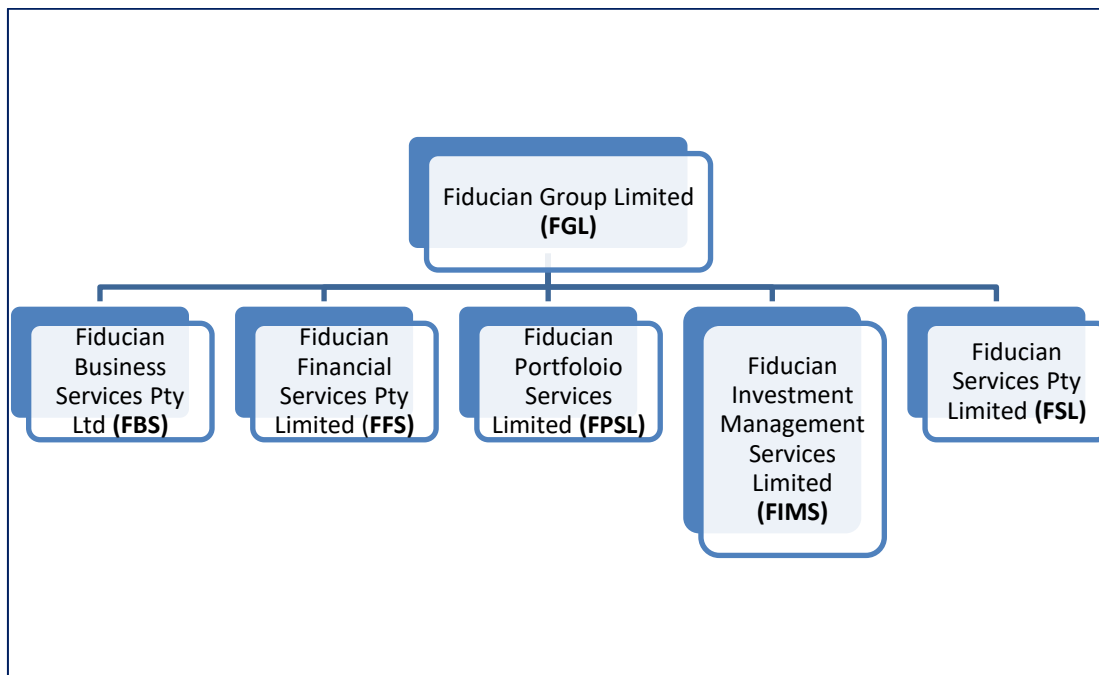 Fiducian Group Limited
(FGL)
Fiducian
Business
Services Pty
Ltd (FBS)
Fiducian
Financial
Services Pty
Limited (FFS)
Fiducian
Portfoloio
Services
Limited (FPSL)
Fiducian
Investment
Management
Services
Limited
(FIMS)
Fiducian
Services Pty
Limited (FSL)